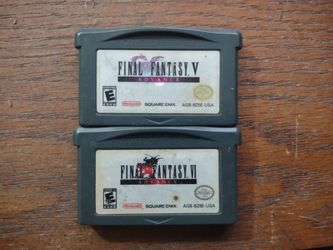 FINAL FANTASY V
ADVANCE
E
Nintendo
SQUARE ENIX
AGB-BZ5E-USA
FINAL FANTASY VI
ADVANCE
E
Nintendo
SQUARE ENIX
AGB-BZ6E-USA